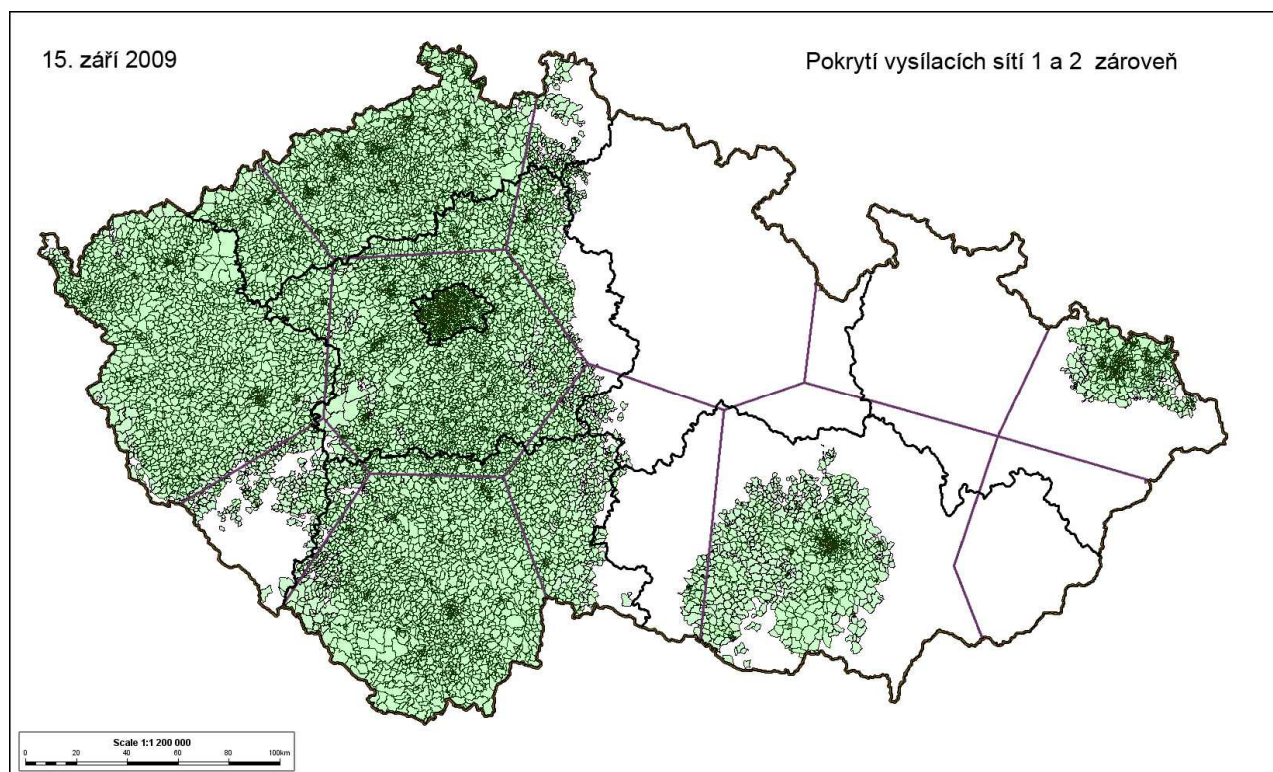 15. září 2009
Pokrytí vysílacích sítí 1 a 2 zároveň
Scale 1:1 200 000
0 20 40 60 80 100km